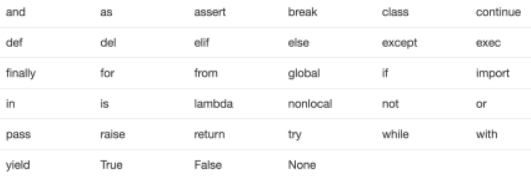 and as assert break class continue
def del elif else except exec
finally for from global if import
in is lambda nonlocal not or
pass raise return try while with
yield True False None